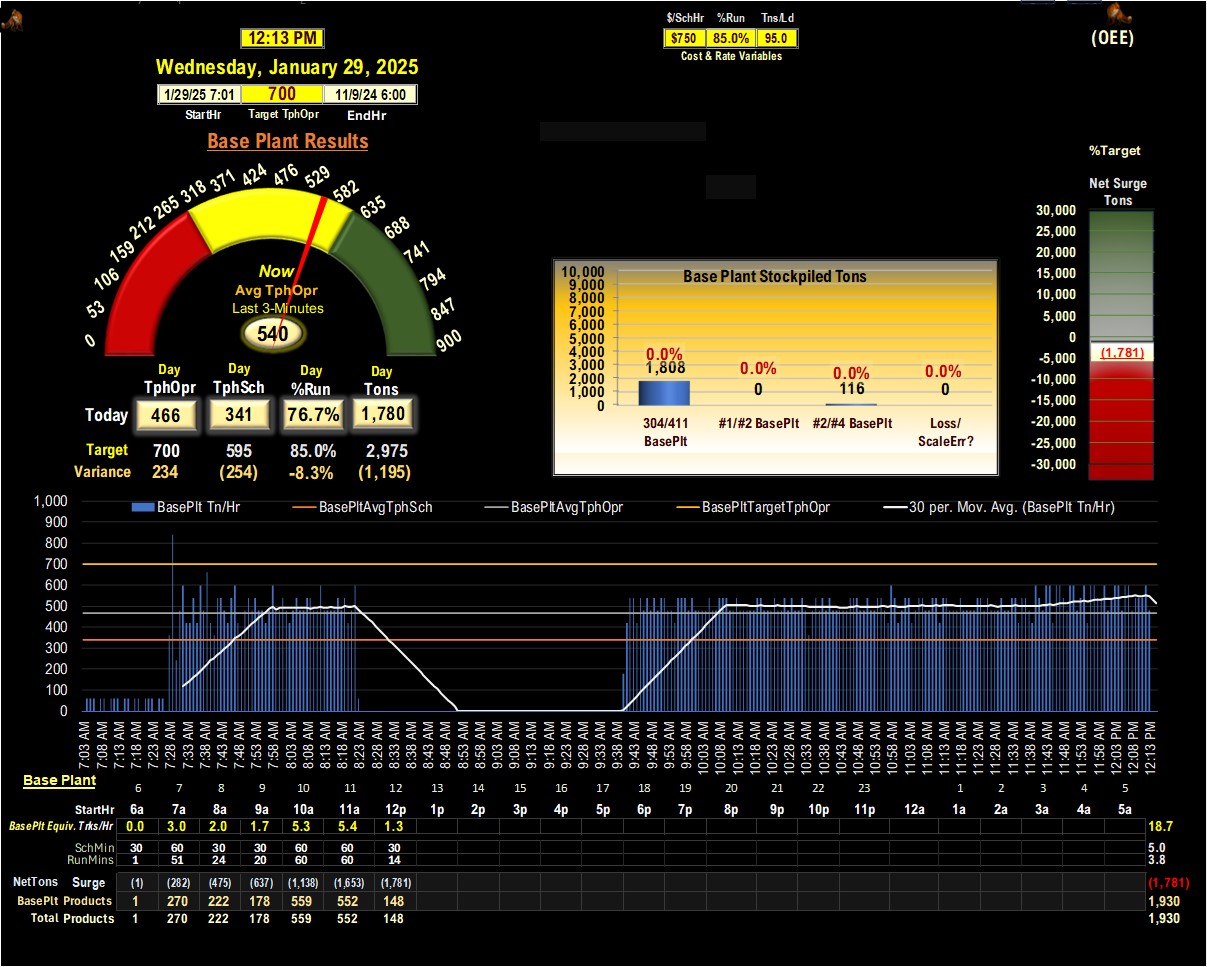 $/SchHr %Run Tns/Ld
12:13 PM
$750 85.0% 95.0
(OEE)
Cost & Rate Variables
Wednesday, January 29, 2025
1/29/25 7:01 700 11/9/24 6:00
StartHr Target TphOpr EndHr
Base Plant Results
%Target
Net Surge
Tons
0 53 106 159 212 265 318 371 424 476 529 582 635 688 741 794 847 900
Now
Avg TphOpr
Last 3-Minutes
540
30,000
25,000
20,000
15,000
10,000
5,000
0
-5,000
-10,000
-15,000
-20,000
-25,000
-30,000
(1,781)
Base Plant Stockpiled Tons
10,000
9,000
8,000
7,000
6,000
5,000
4,000
3,000
2,000
1,000
0
0.0% 0.0% 0.0% 0.0%
1,808 0 116 0
304/411 #1/#2 BasePlt #2/#4 BasePlt Loss/
BasePlt ScaleErr?
Day Day Day Day
TphOpr TphSch %Run Tons
Today 466 341 76.7% 1,780
Target 700 595 85.0% 2,975
Variance 234 (254) -8.3% (1,195)
BasePlt Tn/Hr BasePltAvgTphSch BasePltAvgTphOpr BasePltTargetTphOpr 30 per. Mov. Avg. (BasePlt Tn/Hr)
1,000
900
800
700
600
500
400
300
200
100
0
7:03 AM 7:08 AM 7:13 AM 7:23 AM 7:28 AM 7:33 AM 7:38 AM 7:48 AM 7:53 AM 7:58 AM 8:03 AM 8:08 AM 8:13 AM 8:18 AM 8:23 AM 8:28 AM 8:33 AM 8:38 AM 8:43 AM 8:48 AM 8:53 AM 8:58 AM 9:03 AM 9:08 AM 9:13 AM 9:18 AM 9:23 AM 9:28 AM 9:33 AM 9:38 AM 9:43 AM 9:48 AM 9:53 AM 9:58 AM 10:03 AM 10:08 AM 10:13 AM 10:18 AM 10:23 AM 10:28 AM 10:33 AM 10:38 AM 10:43 AM 10:48 AM 10:53 AM 10:58 AM 11:03 AM 11:08 AM 11:13 AM 11:18 AM 11:23 AM 11:28 AM 11:33 AM 11:38 AM 11:43 AM 11:48 AM 11:53 AM 11:58 AM 12:03 PM 12:08 PM 12:13 PM
Base Plant
6 7 8 9 10 11 12 13 14 15 16 17 18 19 20 21 22 23 1 2 3 4 5
StartHr 6a 7a 8a 9a 10a 11a 12p 1p 2p 3p 4p 5p 6p 7p 8p 9p 10p 11p 12a 1a 2a 3a 4a 5a
BasePlt Equiv. Trks/Hr 0.0 3.0 2.0 1.7 5.3 5.4 1.3 18.7
SchMin 30 60 30 30 60 60 30 5.0
RunMins 1 51 24 20 60 60 14 3.8
NetTons Surge (1) (282) (475) (637) (1,138) (1,653) (1,781) (1,781)
BasePlt Products 1 270 222 178 559 552 148 1,930
Total Products 1 270 222 178 559 552 148 1,930